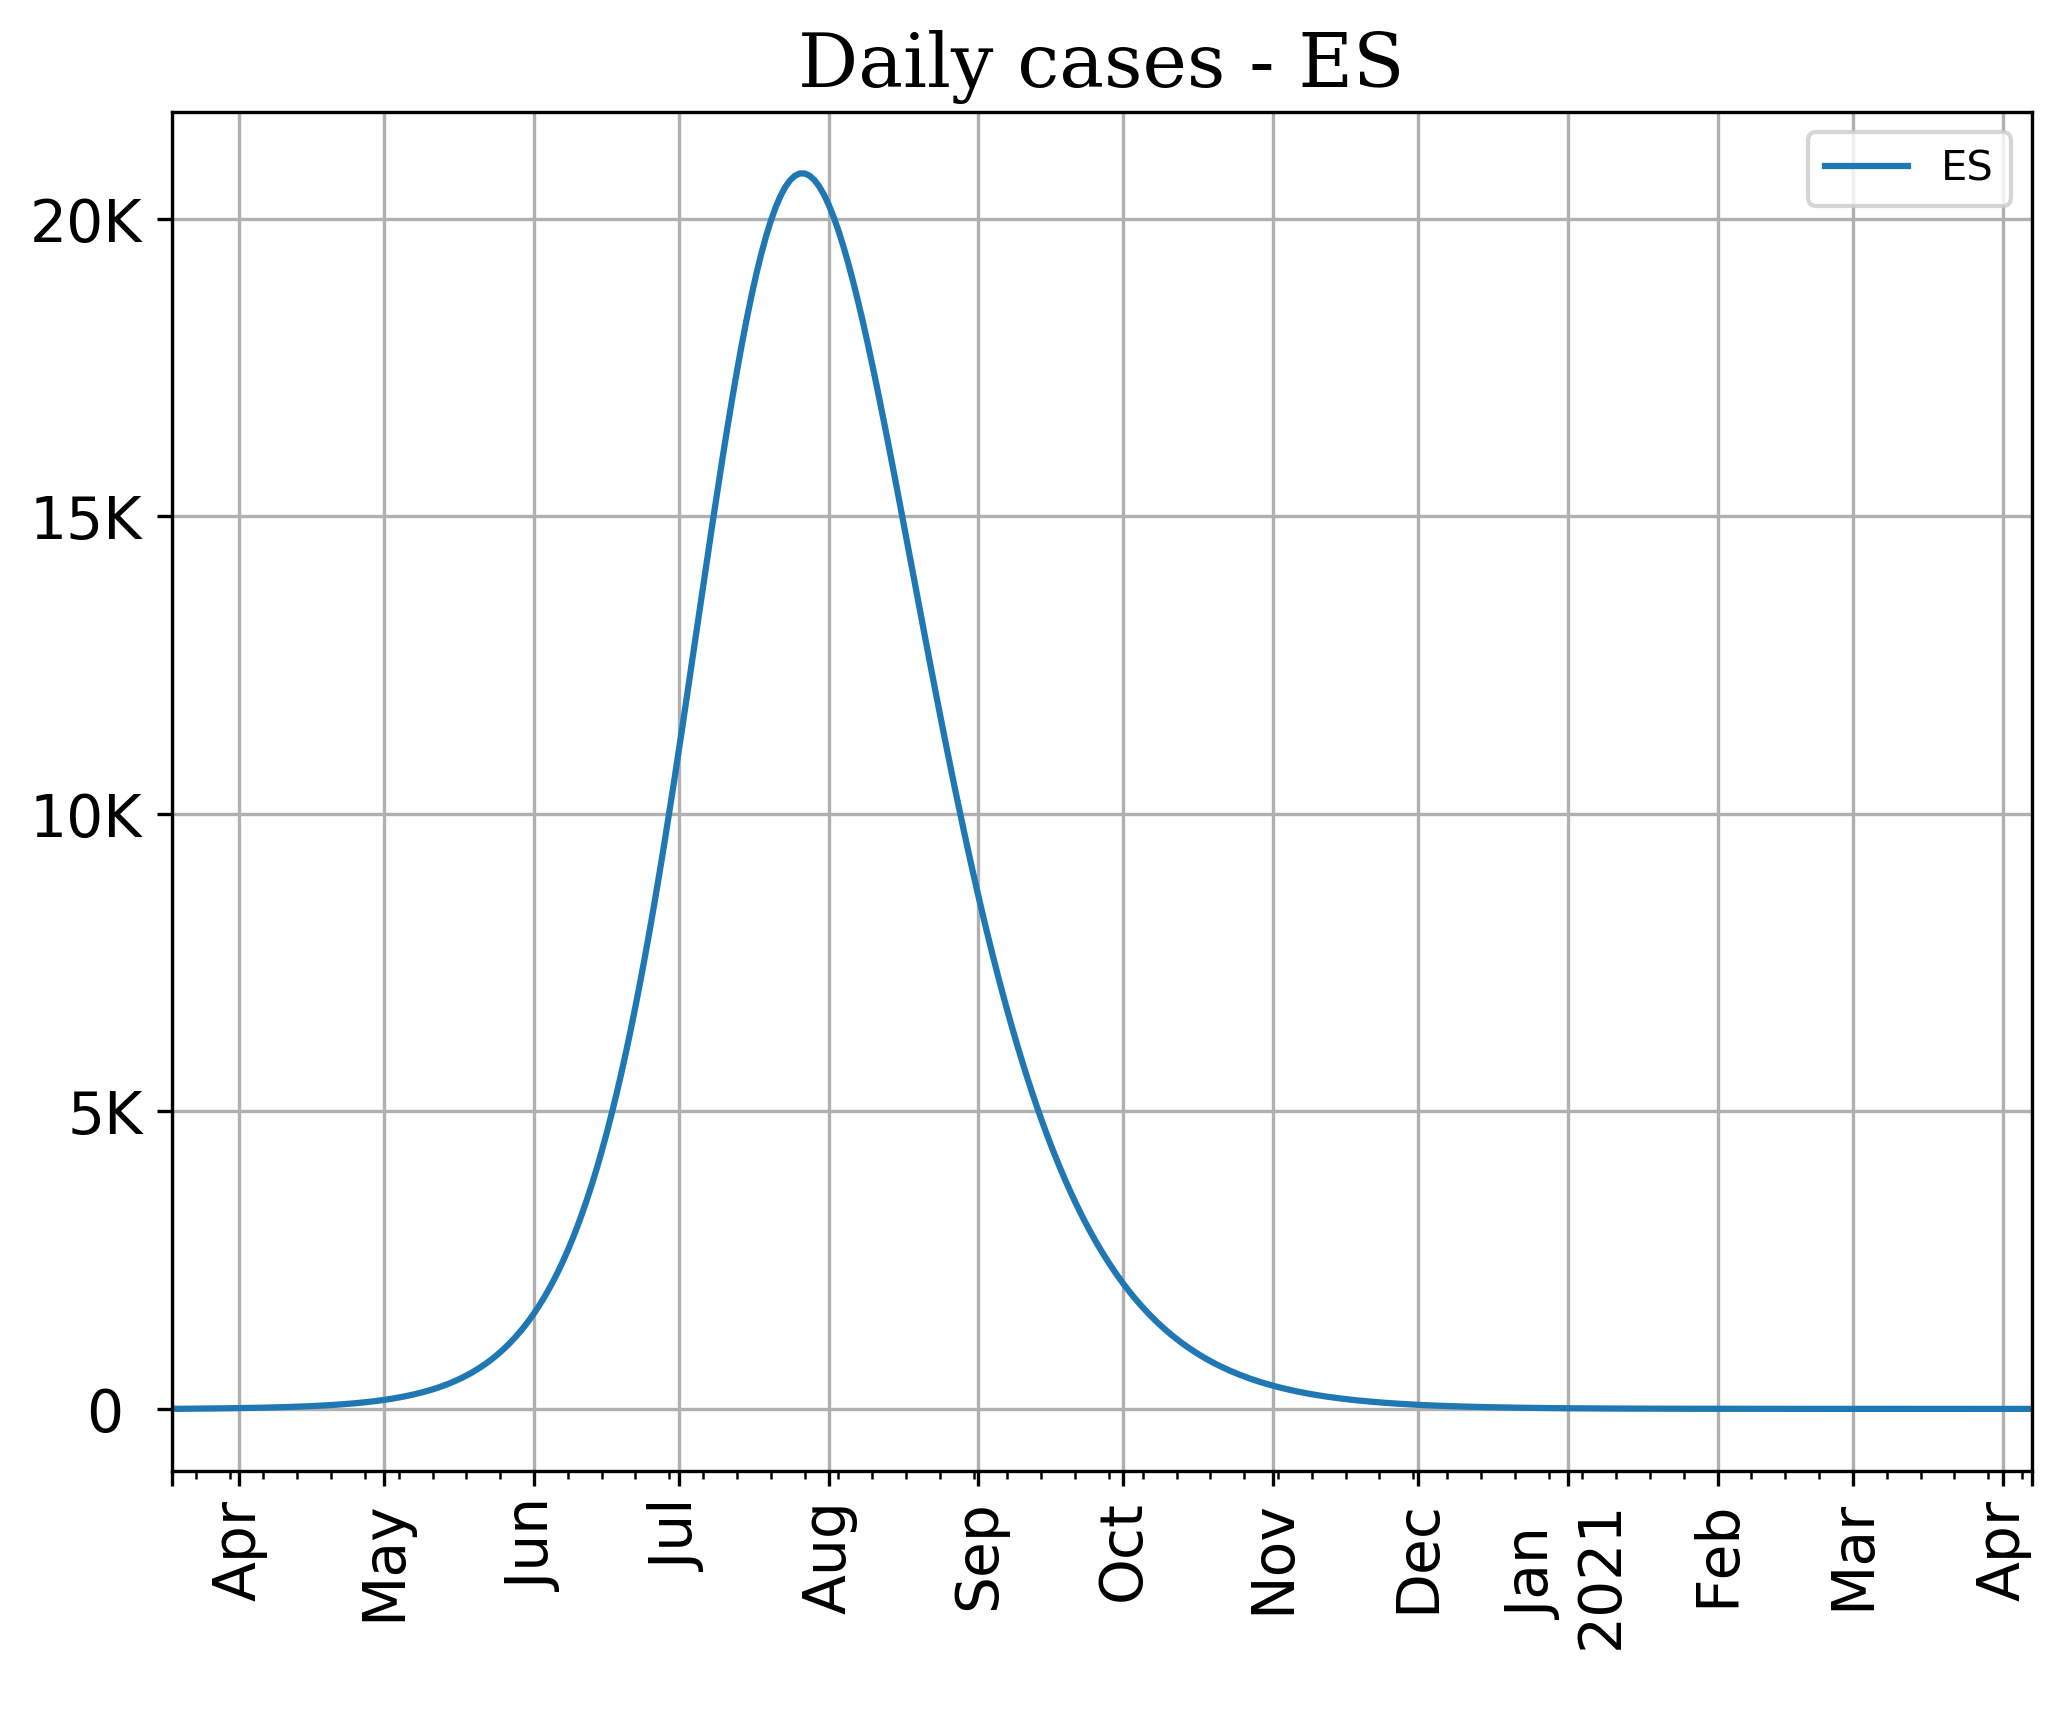 Daily cases - ES
ES
20K
15K
10K
5K
0
Apr
May
Jun
Jul
Aug
Sep
Oct
Nov
Dec
Jan
2021
Feb
Mar
Apr